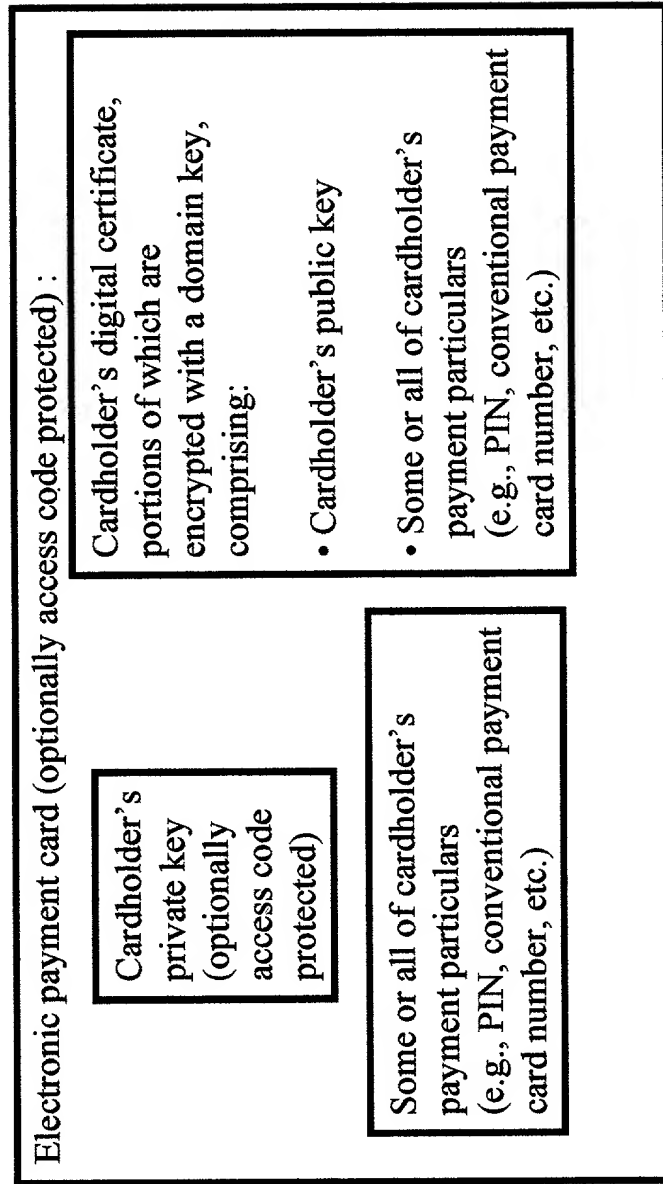 Electronic payment card (optionally access code protected) :
Cardholder's
private key
(optionally
access code
protected)
Some or all of cardholder's
payment particulars
(e.g., PIN, conventional payment
card number, etc.)
Cardholder's digital certificate,
portions of which are
encrypted with a domain key,
comprising:
• Cardholder's public key
• Some or all of cardholder's
payment particulars
(e.g., PIN, conventional payment
card number, etc.)